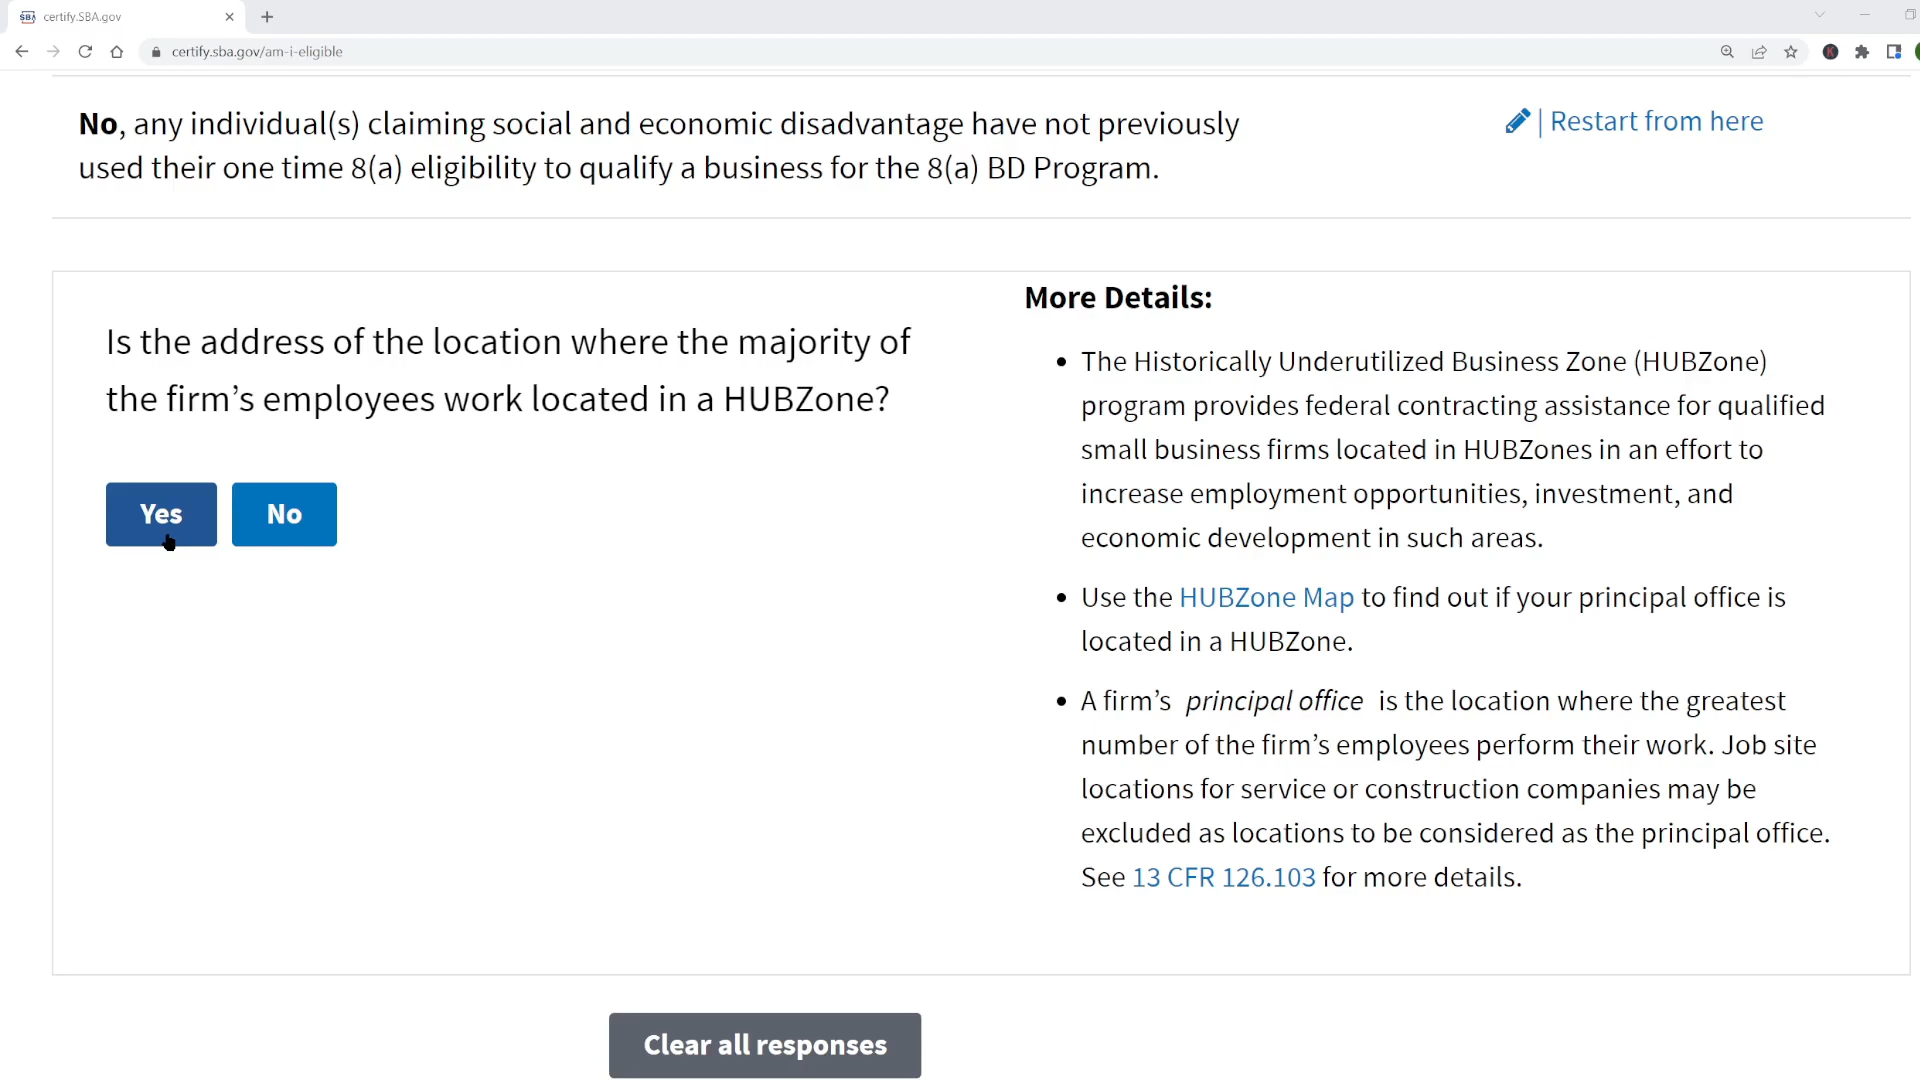 SBA certify.SBA.gov
certify.sba.gov/am-i-eligible
K
No, any individual(s) claiming social and economic disadvantage have not previously
used their one time 8(a) eligibility to qualify a business for the 8(a) BD Program.
| Restart from here
Is the address of the location where the majority of
the firm’s employees work located in a HUBZone?
Yes No
More Details:
• The Historically Underutilized Business Zone (HUBZone)
program provides federal contracting assistance for qualified
small business firms located in HUBZones in an effort to
increase employment opportunities, investment, and
economic development in such areas.
• Use the HUBZone Map to find out if your principal office is
located in a HUBZone.
• A firm’s principal office is the location where the greatest
number of the firm’s employees perform their work. Job site
locations for service or construction companies may be
excluded as locations to be considered as the principal office.
See 13 CFR 126.103 for more details.
Clear all responses